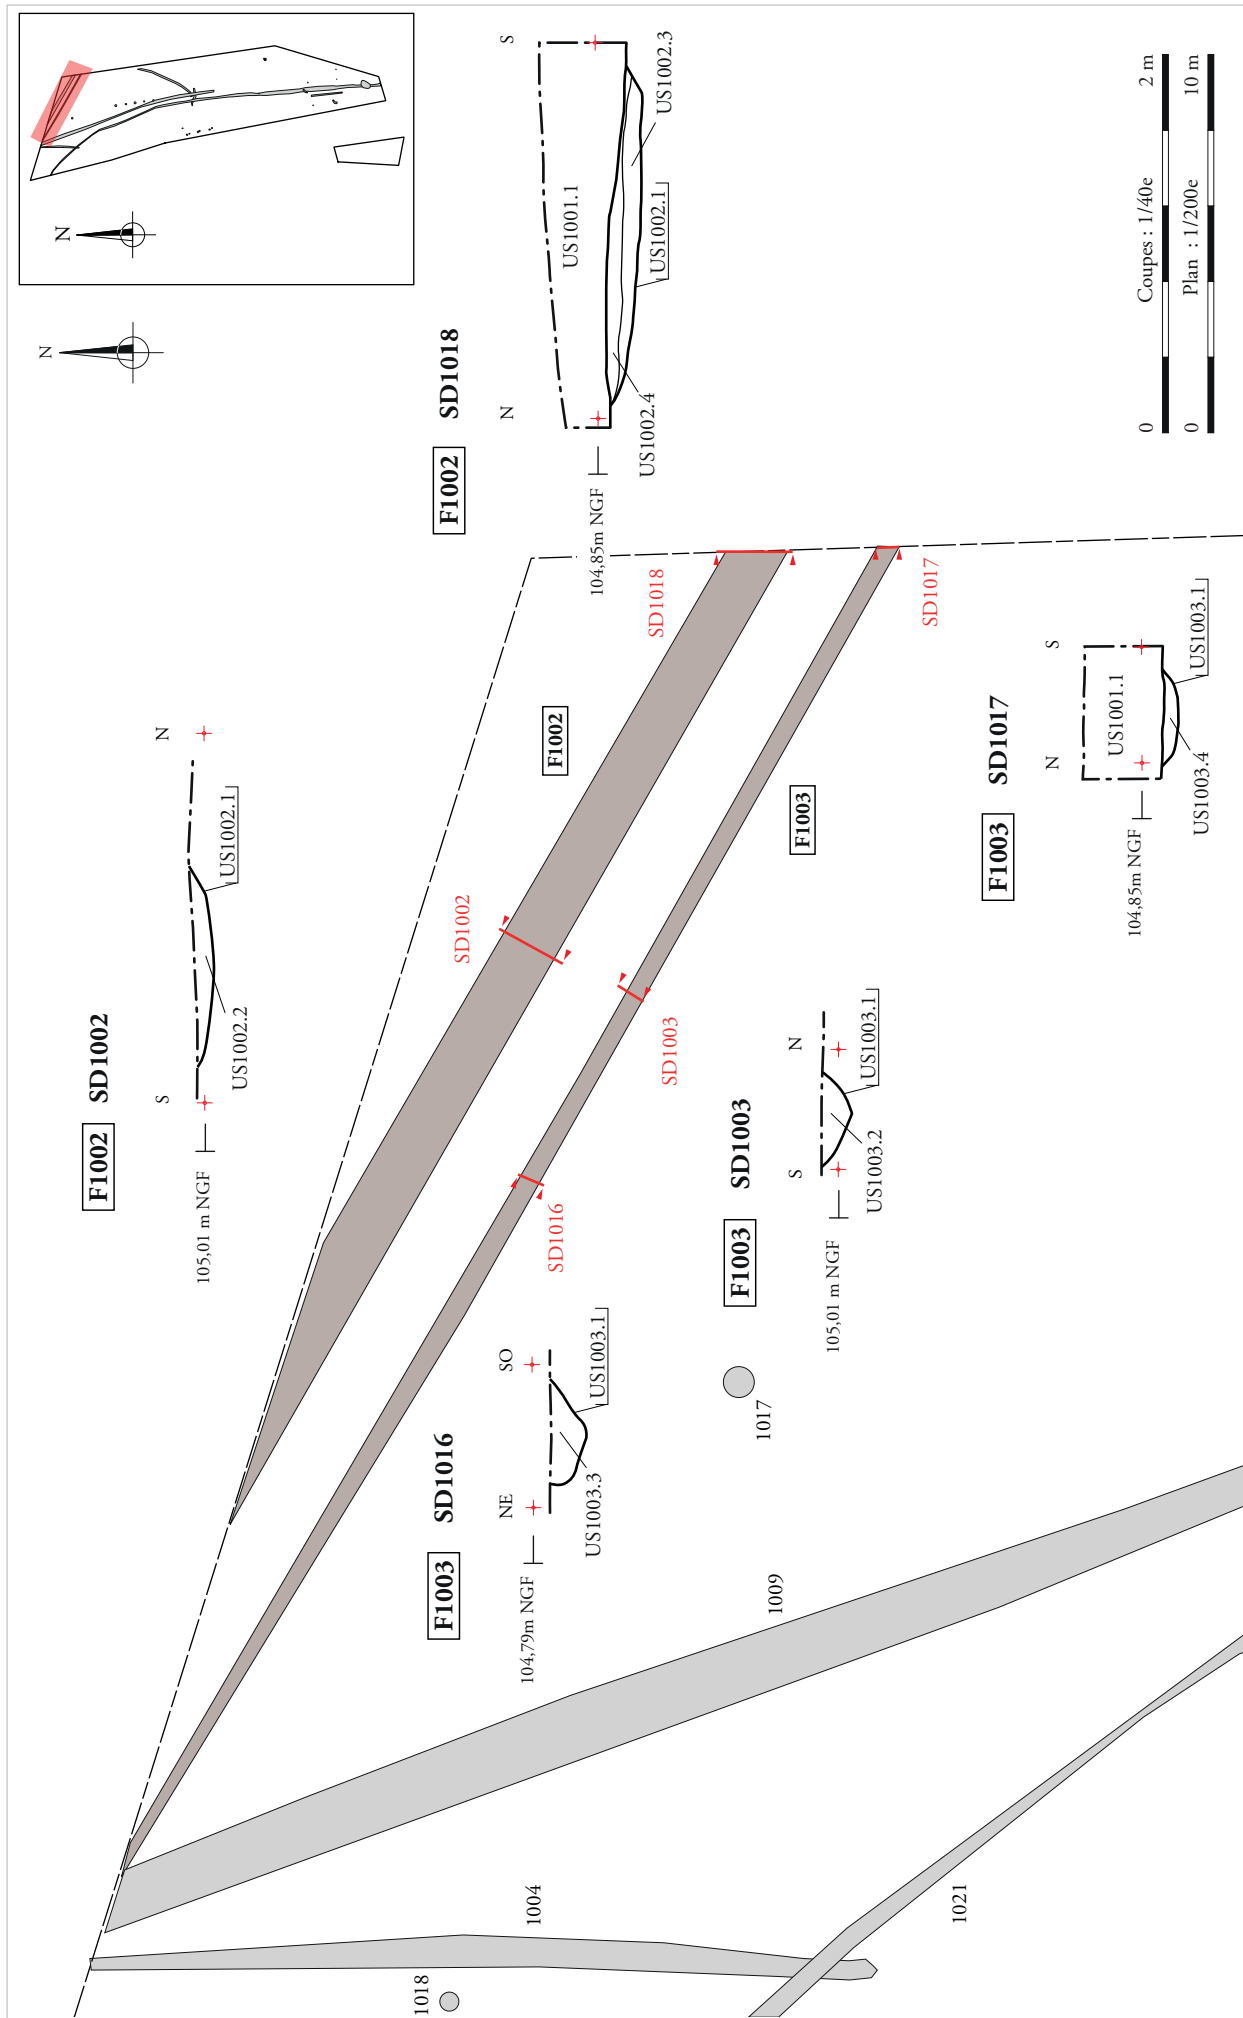 N
N
F1002 SD1018
N
S
US1001.1
US1002.3
US1002.1
US1002.4
104,85m NGF
0 Coupes : 1/40e 2 m
0 Plan : 1/200e 10 m
F1002 SD1002
S
N
US1002.1
US1002.2
105,01 m NGF
SD1018
SD1017
F1002
F1003
SD1002
SD1003
SD1016
F1003 SD1017
N
S
US1001.1
US1003.1
US1003.4
104,85m NGF
F1003 SD1003
S
N
US1003.1
US1003.2
105,01 m NGF
F1003 SD1016
NE
SO
US1003.1
US1003.3
104,79m NGF
1017
1009
1004
1021
1018